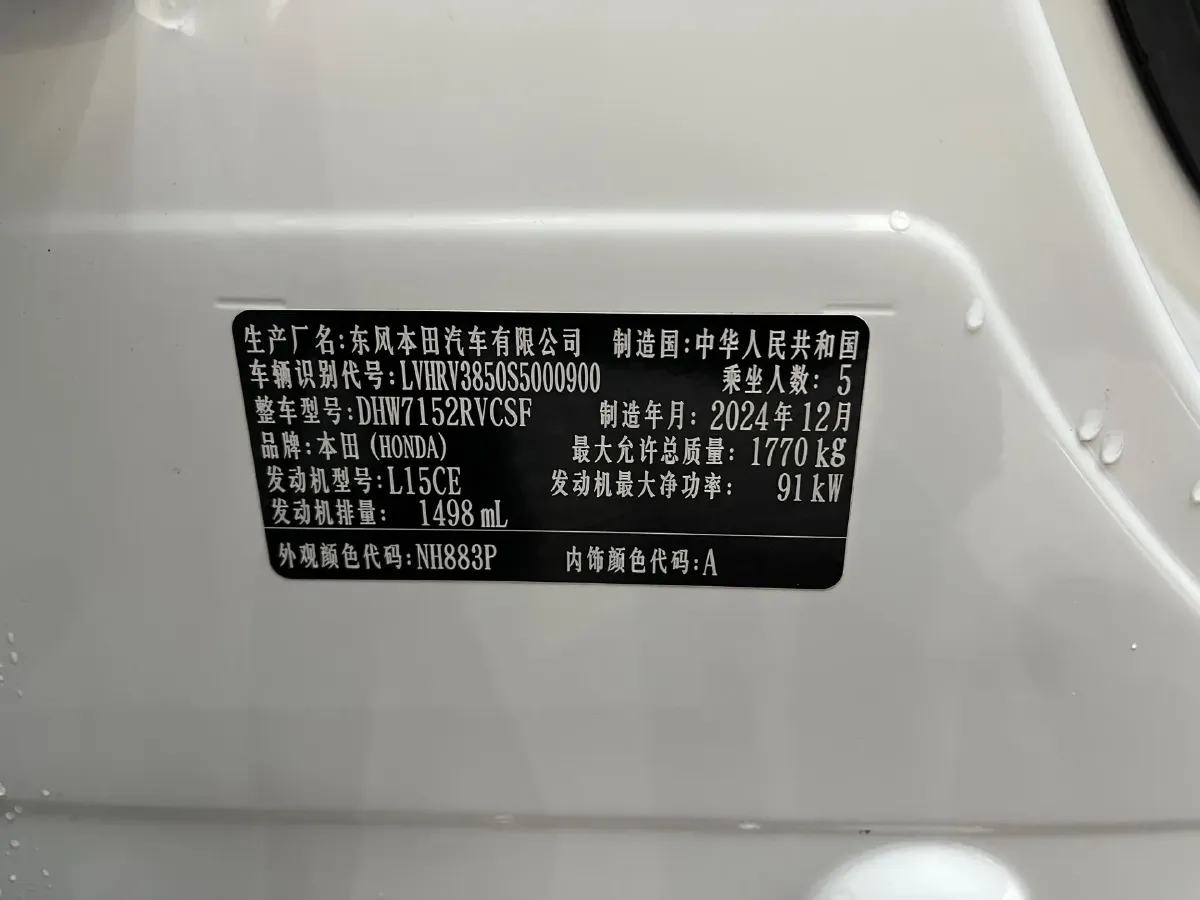 生产厂名:东风本田汽车有限公司 制造国:中华人民共和国
车辆识别代号:LVHRV3850S5000900 乘坐人数: 5
整车型号:DHW7152RVCSF 制造年月: 2024年12月
品牌:本田(HONDA) 最大允许总质量: 1770 kg
发动机型号:L15CE 发动机最大净功率: 91 kW
发动机排量: 1498 mL
外观颜色代码:NH883P 内饰颜色代码:A